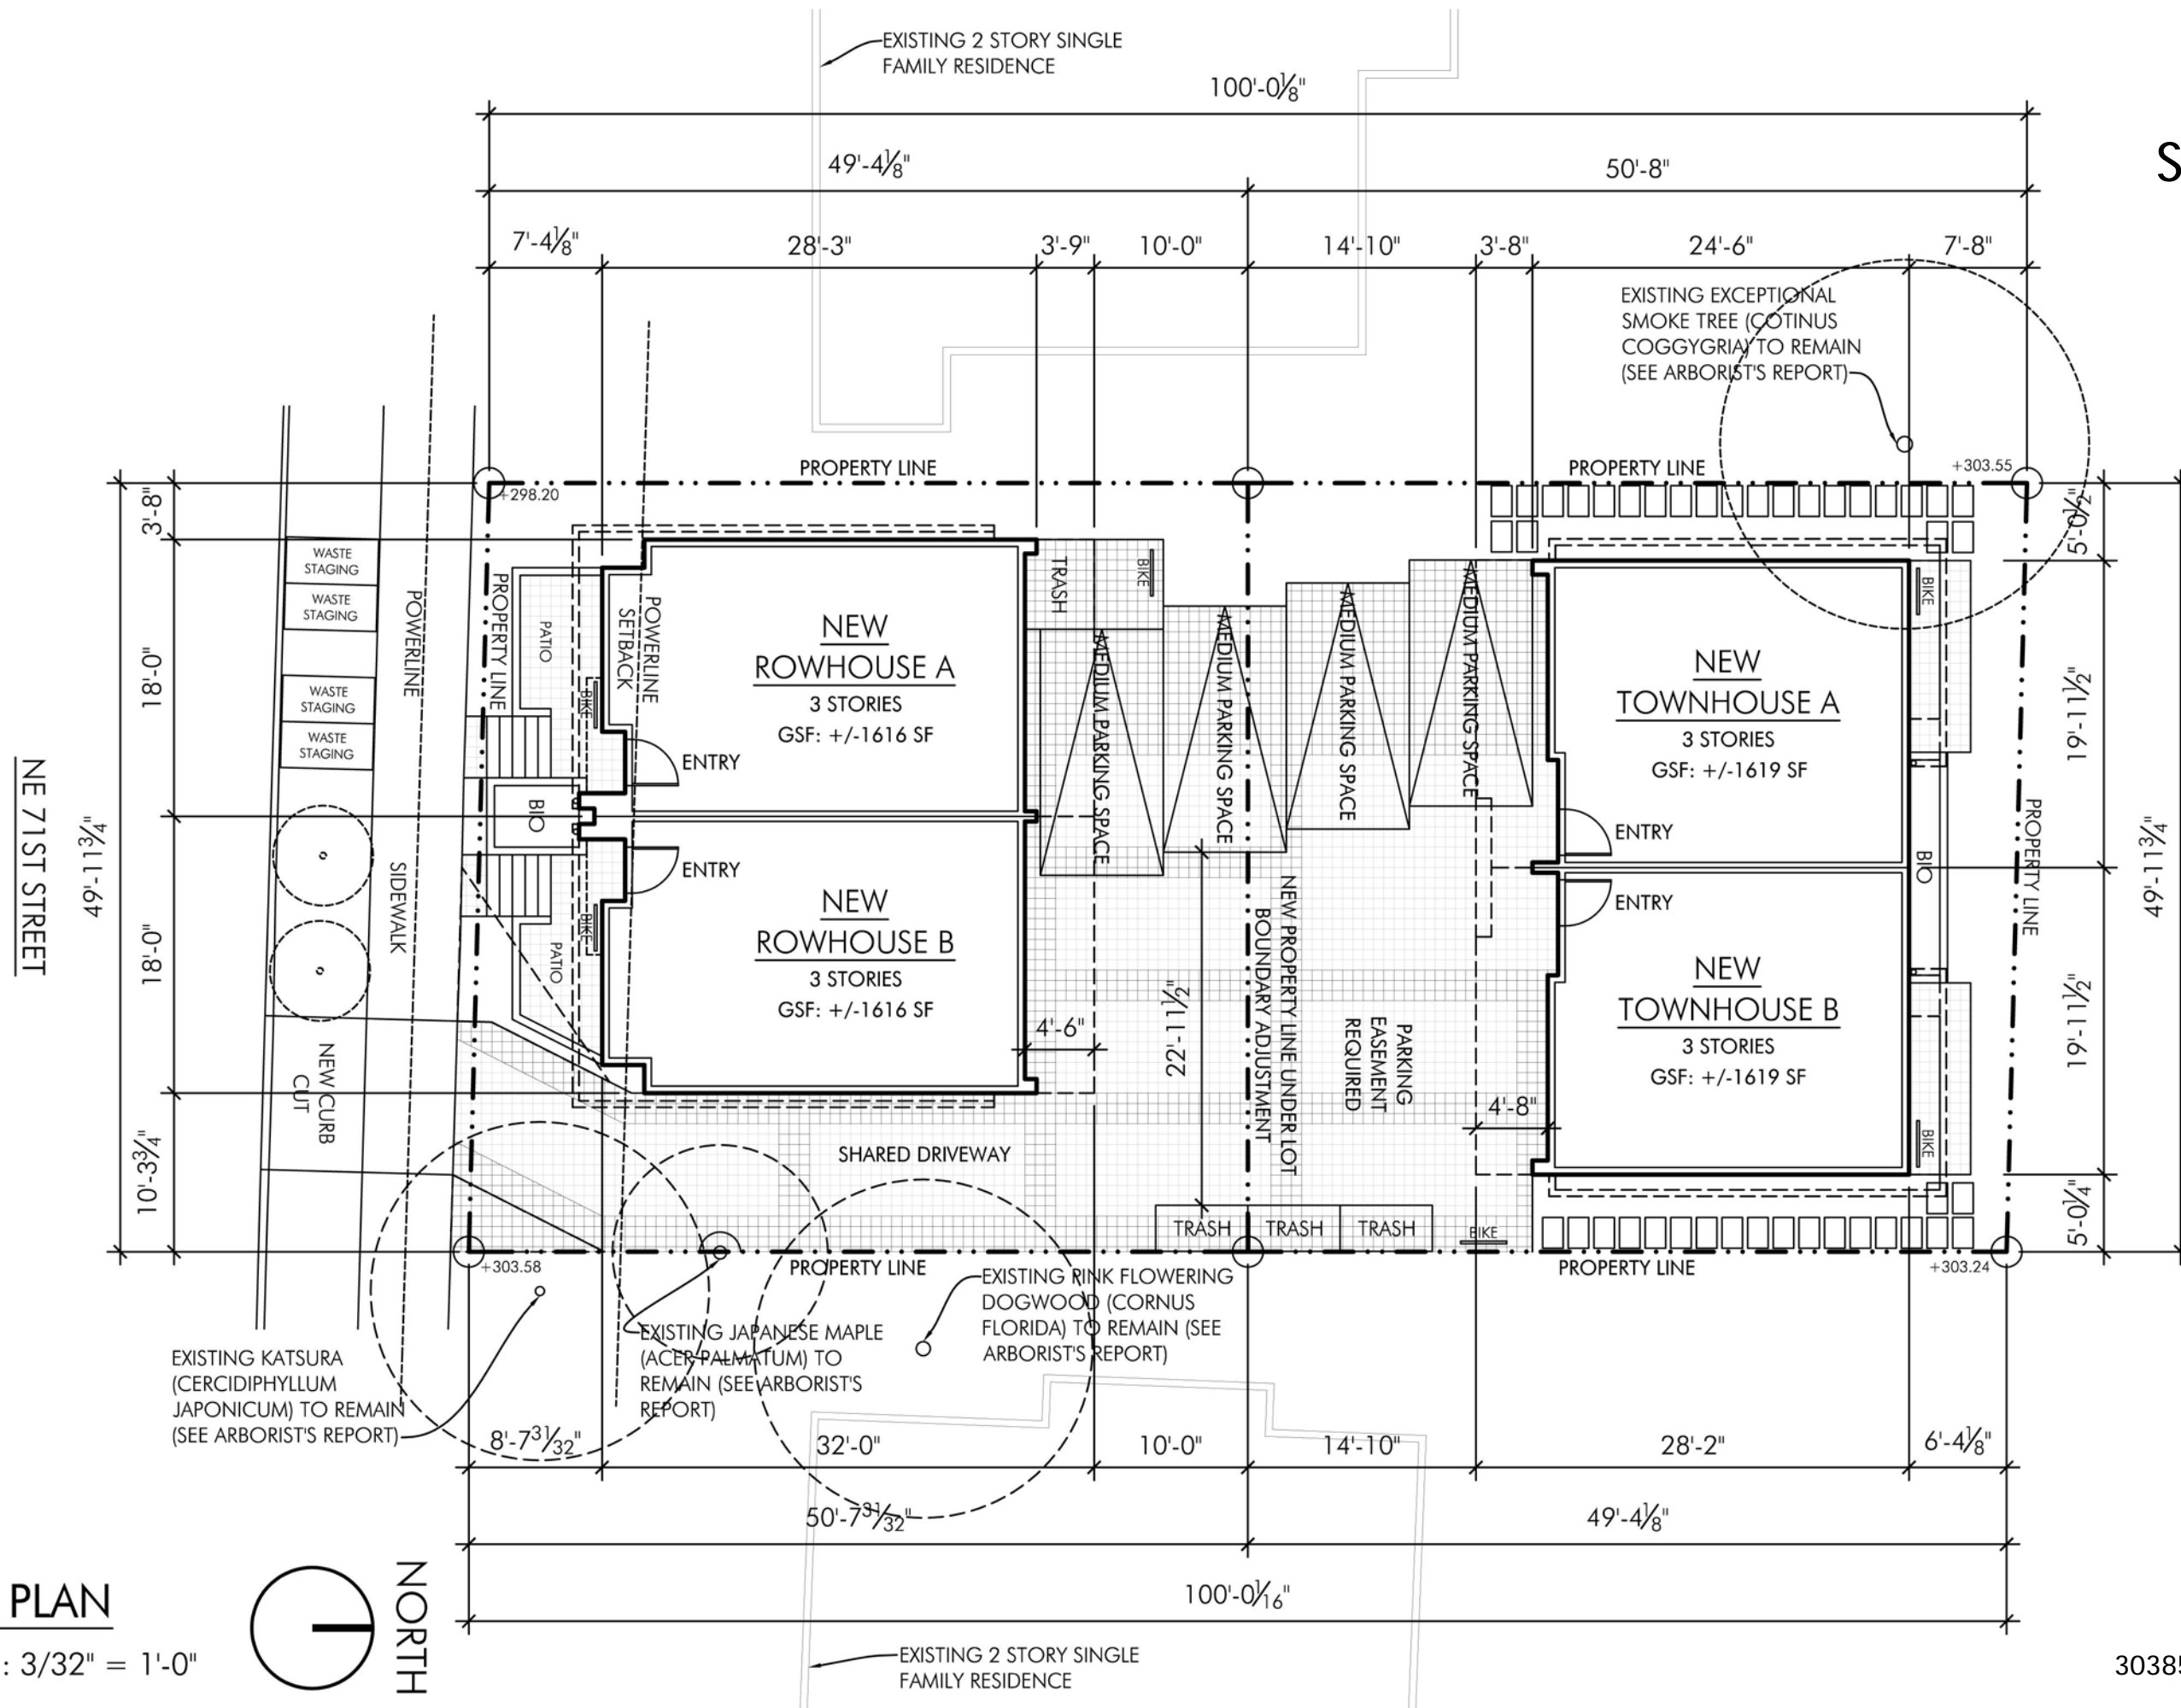 EXISTING 2 STORY SINGLE
FAMILY RESIDENCE
100'-0⅛"
S
49'-4⅛"
50'-8"
7'-4⅛"
28'-3"
3'-9"
10'-0"
14'-10"
3'-8"
24'-6"
7'-8"
EXISTING EXCEPTIONAL
SMOKE TREE (COTINUS
COGGYGRIA) TO REMAIN
(SEE ARBORIST'S REPORT)
PROPERTY LINE
PROPERTY LINE
+298.20
+303.55
3'-8"
18'-0"
18'-0"
10'-3¾"
49'-11¾"
NE 71ST STREET
WASTE
STAGING
WASTE
STAGING
WASTE
STAGING
WASTE
STAGING
POWERLINE
SIDEWALK
NEW CURB
CUT
PROPERTY LINE
PATIO
BIKE
BIO
BIKE
PATIO
POWERLINE
SETBACK
NEW
ROWHOUSE A
3 STORIES
GSF: +/-1616 SF
ENTRY
ENTRY
NEW
ROWHOUSE B
3 STORIES
GSF: +/-1616 SF
TRASH
BIKE
MEDIUM PARKING SPACE
MEDIUM PARKING SPACE
MEDIUM PARKING SPACE
MEDIUM PARKING SPACE
4'-6"
22'-11½"
NEW PROPERTY LINE UNDER LOT
BOUNDARY ADJUSTMENT
PARKING
EASEMENT
REQUIRED
4'-8"
NEW
TOWNHOUSE A
3 STORIES
GSF: +/-1619 SF
ENTRY
ENTRY
NEW
TOWNHOUSE B
3 STORIES
GSF: +/-1619 SF
BIKE
BIO
BIKE
PROPERTY LINE
5'-0½"
19'-1½"
19'-1½"
5'-0¼"
49'-11¾"
SHARED DRIVEWAY
TRASH
TRASH
TRASH
BIKE
+303.58
PROPERTY LINE
PROPERTY LINE
+303.24
EXISTING PINK FLOWERING
DOGWOOD (CORNUS
FLORIDA) TO REMAIN (SEE
ARBORIST'S REPORT)
EXISTING JAPANESE MAPLE
(ACER PALMATUM) TO
REMAIN (SEE ARBORIST'S
REPORT)
EXISTING KATSURA
(CERCIDIPHYLLUM
JAPONICUM) TO REMAIN
(SEE ARBORIST'S REPORT)
8'-7 31/32"
32'-0"
10'-0"
14'-10"
28'-2"
6'-4⅛"
50'-7 31/32"
49'-4⅛"
100'-0 1/16"
EXISTING 2 STORY SINGLE
FAMILY RESIDENCE
PLAN
: 3/32" = 1'-0"
NORTH
30385